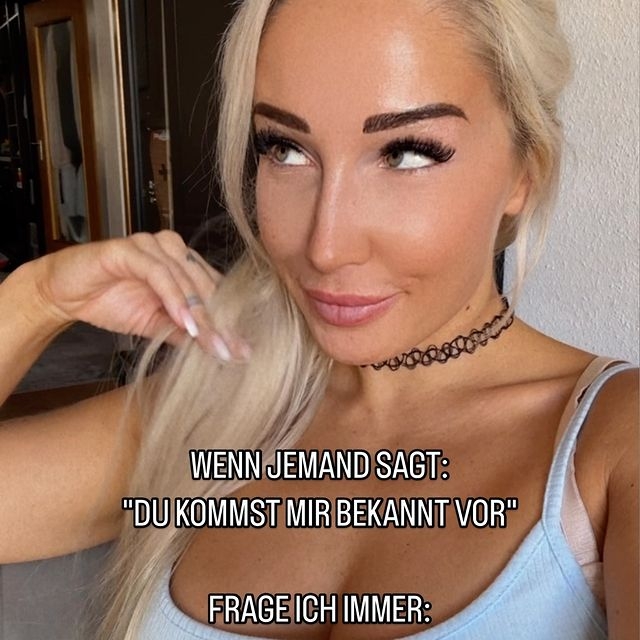 WENN JEMAND SAGT:
"DU KOMMST MIR BEKANNT VOR"
FRAGE ICH IMMER: